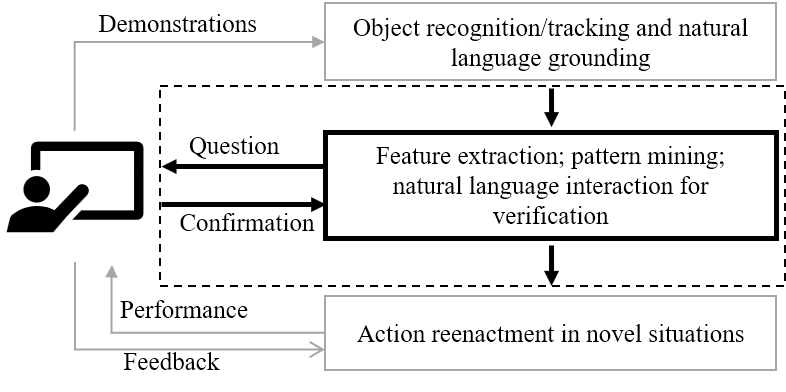 Demonstrations
Object recognition/tracking and natural
language grounding
Question
Feature extraction; pattern mining;
natural language interaction for
verification
Confirmation
Performance
Action reenactment in novel situations
Feedback